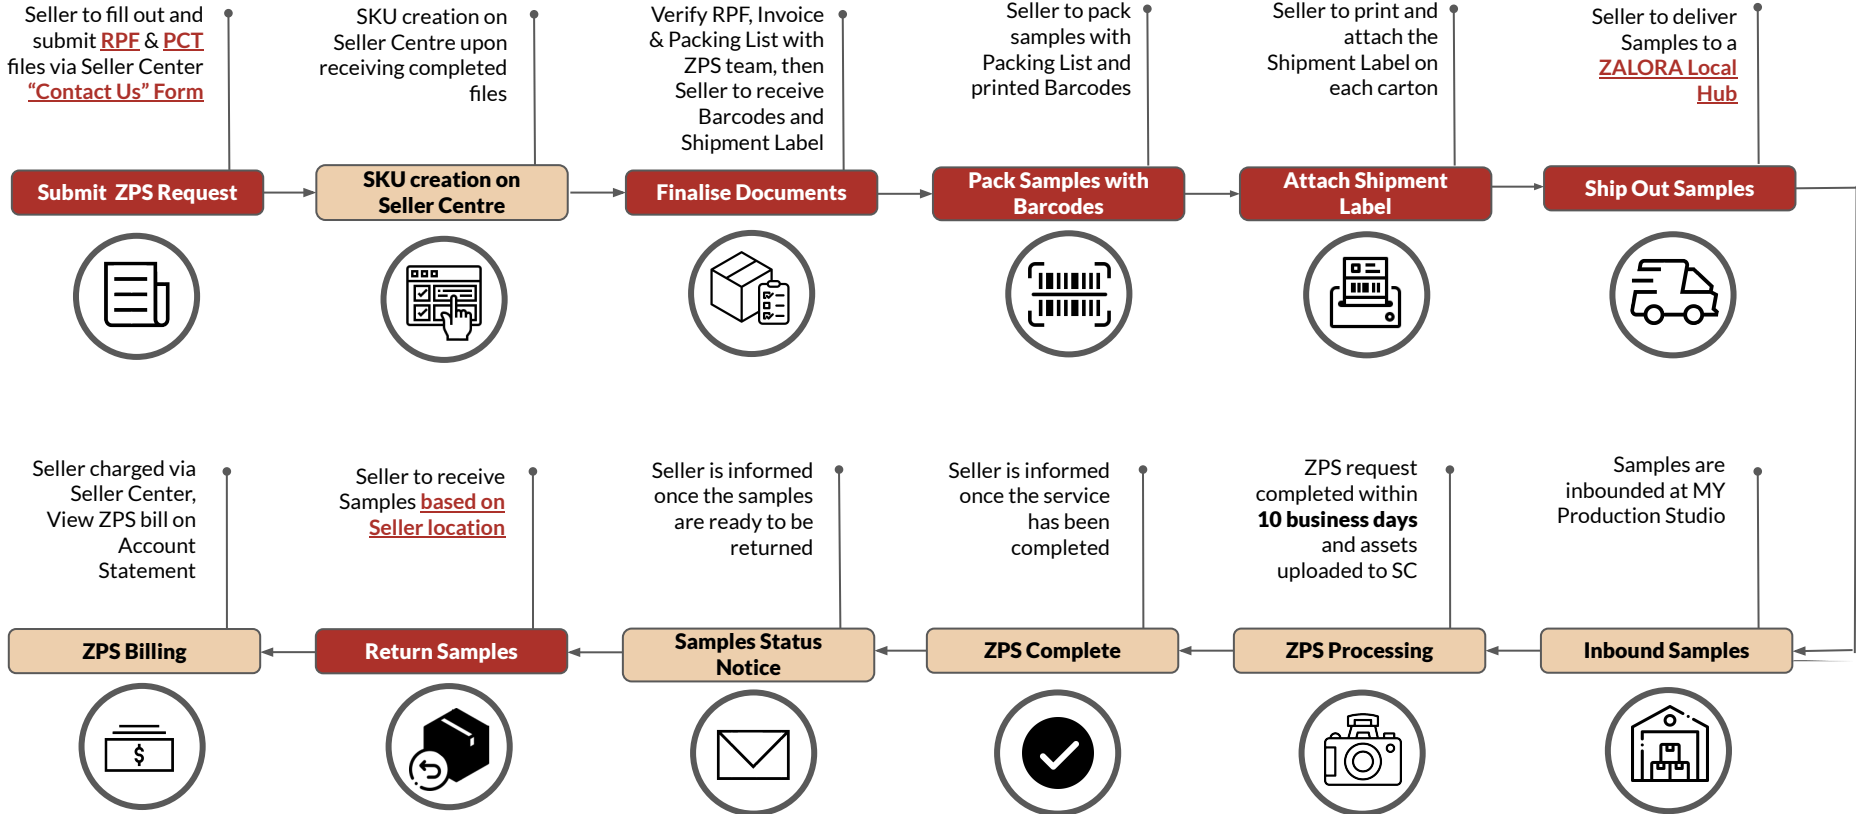 Seller to fill out and
submit RPF & PCT
files via Seller Center
“Contact Us” Form
SKU creation on
Seller Centre upon
receiving completed
files
Verify RPF, Invoice
& Packing List with
ZPS team, then
Seller to receive
Barcodes and
Shipment Label
Seller to pack
samples with
Packing List and
printed Barcodes
Seller to print and
attach the
Shipment Label on
each carton
Seller to deliver
Samples to a
ZALORA Local
Hub
Submit ZPS Request
SKU creation on
Seller Centre
Finalise Documents
Pack Samples with
Barcodes
Attach Shipment
Label
Ship Out Samples
Seller charged via
Seller Center,
View ZPS bill on
Account
Statement
Seller to receive
Samples based on
Seller location
Seller is informed
once the samples
are ready to be
returned
Seller is informed
once the service
has been
completed
ZPS request
completed within
10 business days
and assets
uploaded to SC
Samples are
inbounded at MY
Production Studio
ZPS Billing
Return Samples
Samples Status
Notice
ZPS Complete
ZPS Processing
Inbound Samples
$